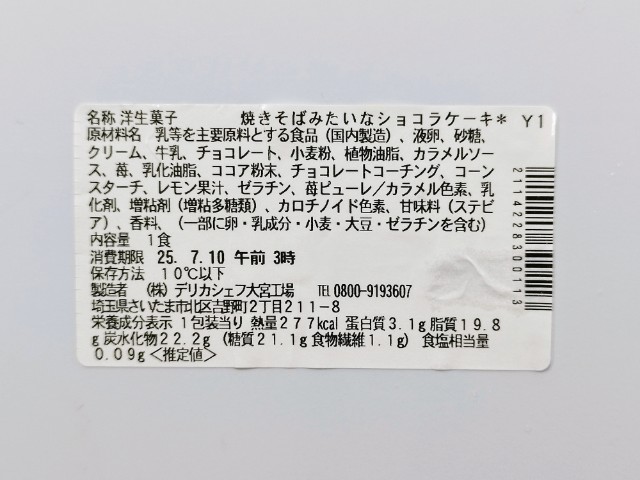 名称 洋生菓子 焼きそばみたいなショコラケーキ* Y1
原材料名 乳等を主要原料とする食品（国内製造）、液卵、砂糖、
クリーム、牛乳、チョコレート、小麦粉、植物油脂、カラメルソー
ス、苺、乳化油脂、ココア粉末、チョコレートコーチング、コーン
スターチ、レモン果汁、ゼラチン、苺ピューレ／カラメル色素、乳
化剤、増粘剤（増粘多糖類）、カロチノイド色素、甘味料（ステビ
ア）、香料、（一部に卵・乳成分・小麦・大豆・ゼラチンを含む）
内容量 1食
消費期限 25. 7.10 午前 3時
保存方法 10℃以下
製造者 （株）デリカシェフ大宮工場 TEL 0800-9193607
埼玉県さいたま市北区吉野町2丁目211-8
栄養成分表示 1包装当り 熱量277kcal 蛋白質3.1g 脂質19.8
g 炭水化物22.2g（糖質21.1g 食物繊維1.1g） 食塩相当量
0.09g＜推定値＞
2114228300113